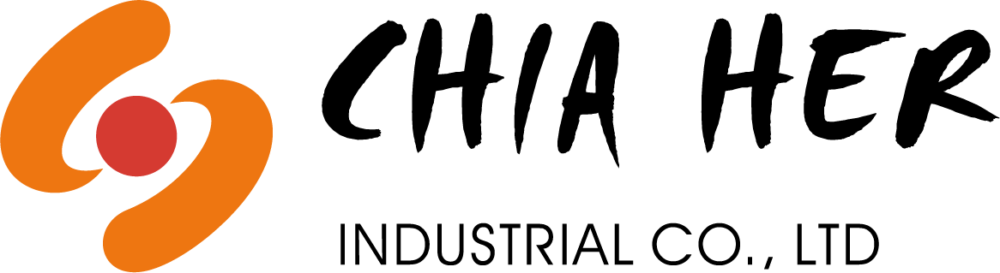 CHIA HER
INDUSTRIAL CO., LTD